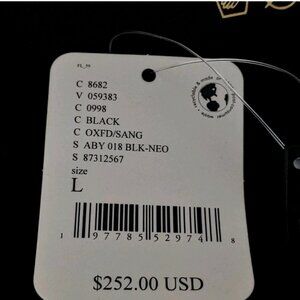 C 8682
V 059383
C 0998
C BLACK
C OXFD/SANG
S ABY 018 BLK-NEO
S 87312567
size
L
1 97785 52974 8
$252.00 USD